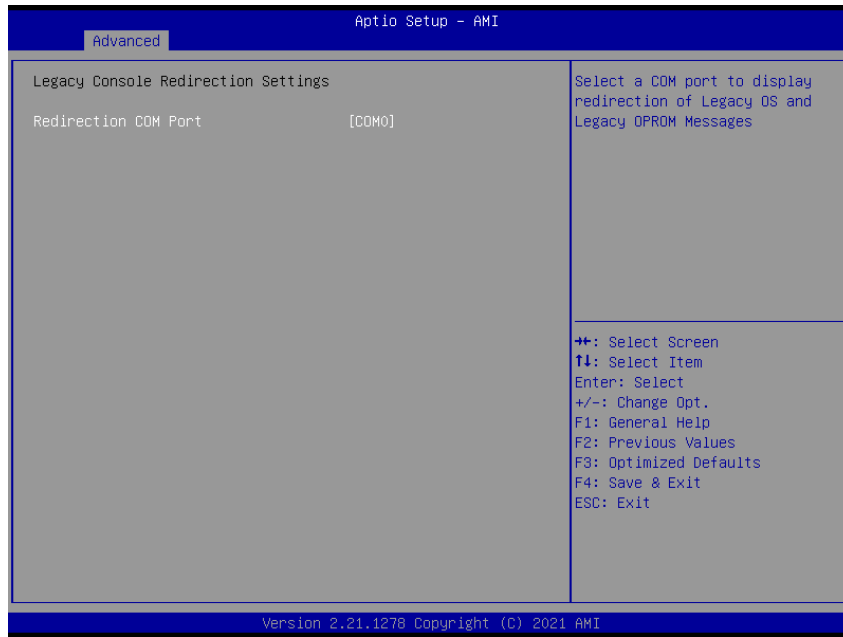 Aptio Setup – AMI
Advanced
Legacy Console Redirection Settings
Redirection COM Port [COM0]
Select a COM port to display
redirection of Legacy OS and
Legacy OPROM Messages
→←: Select Screen
↑↓: Select Item
Enter: Select
+/-: Change Opt.
F1: General Help
F2: Previous Values
F3: Optimized Defaults
F4: Save & Exit
ESC: Exit
Version 2.21.1278 Copyright (C) 2021 AMI